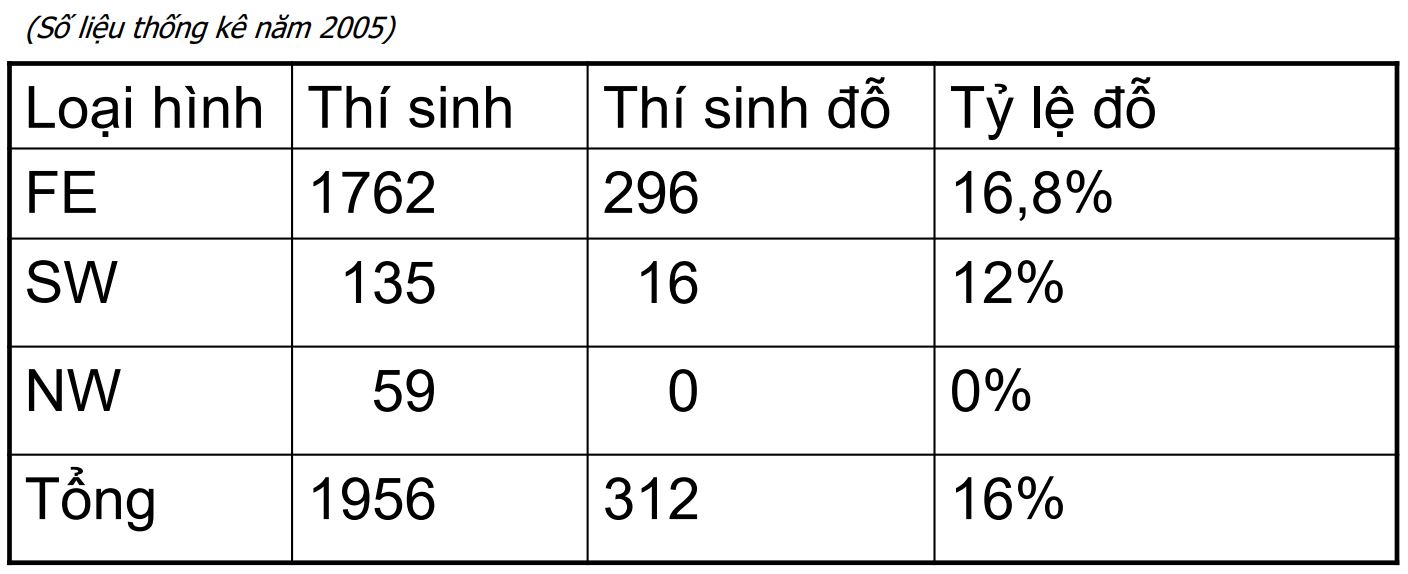 (Số liệu thống kê năm 2005)
Loại hình Thí sinh Thí sinh đỗ Tỷ lệ đỗ
FE 1762 296 16,8%
SW 135 16 12%
NW 59 0 0%
Tổng 1956 312 16%